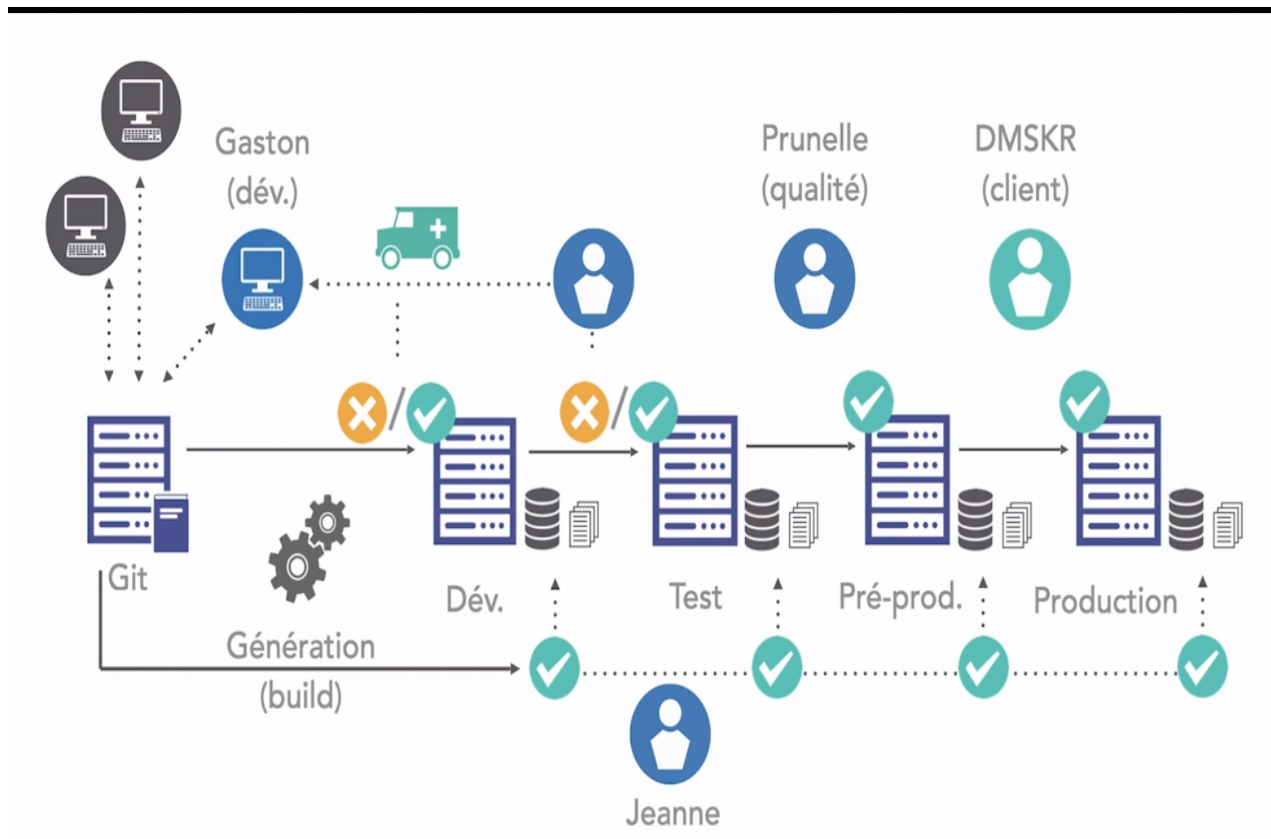 Gaston
(dév.)
Prunelle
(qualité)
DMSKR
(client)
Git
Génération
(build)
Dév.
Test
Pré-prod.
Production
Jeanne